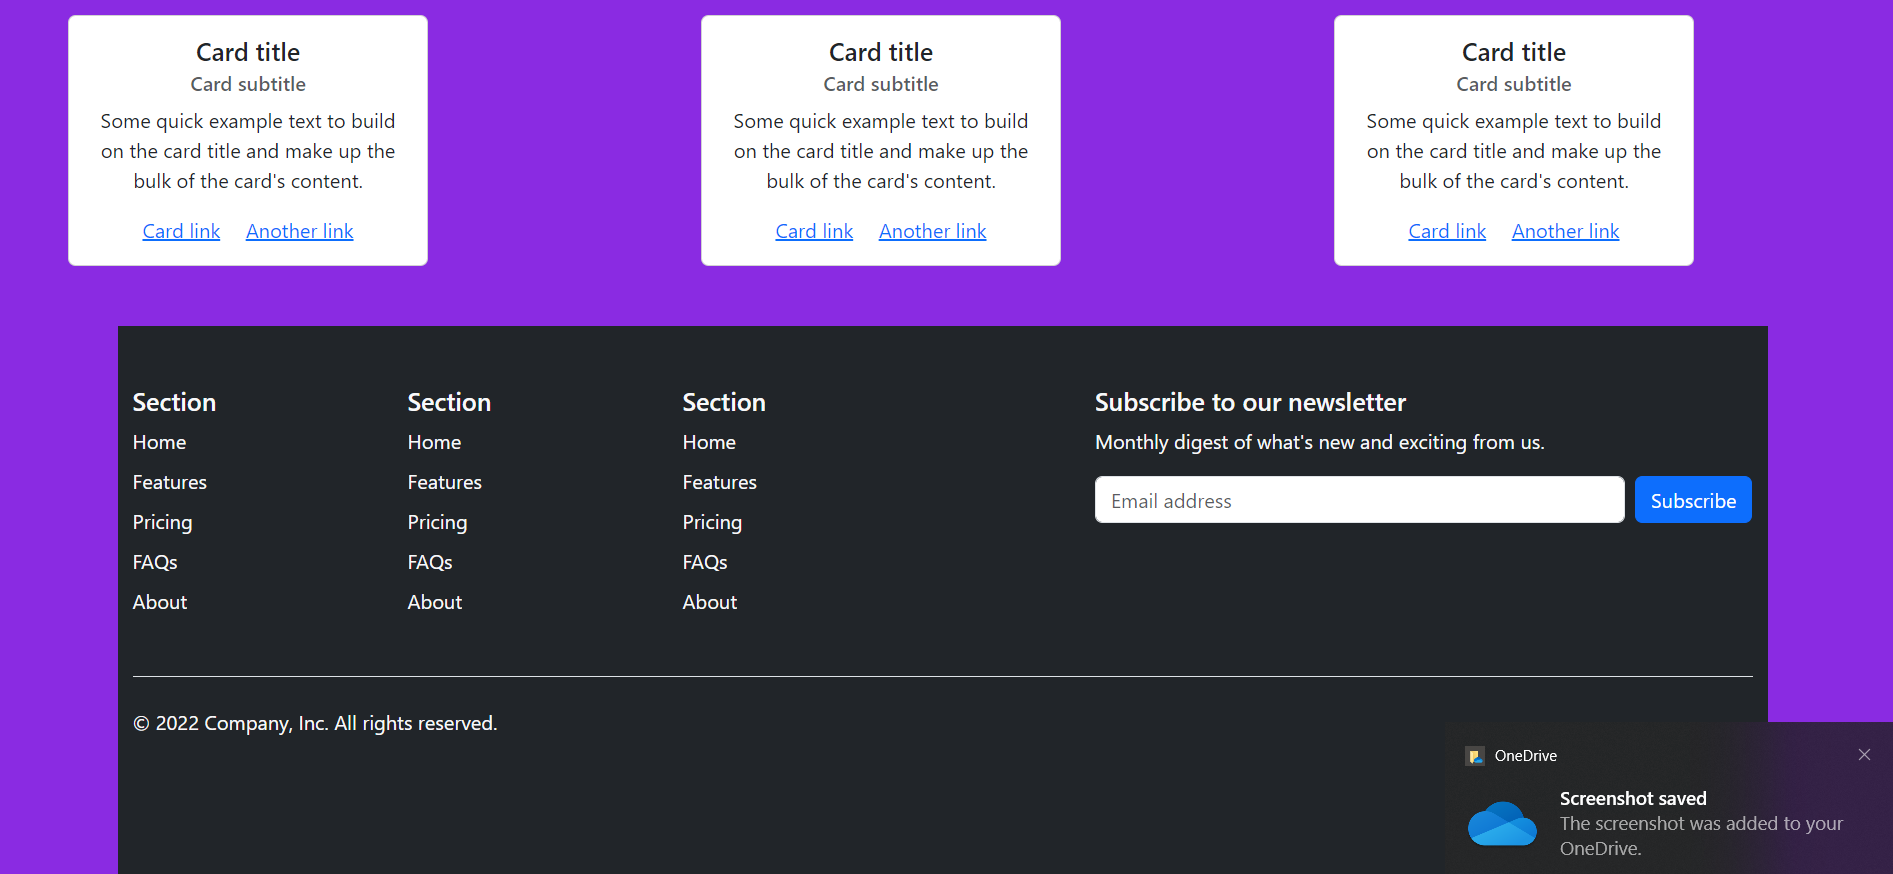 Card title
Card subtitle
Some quick example text to build
on the card title and make up the
bulk of the card's content.
Card link Another link
Card title
Card subtitle
Some quick example text to build
on the card title and make up the
bulk of the card's content.
Card link Another link
Card title
Card subtitle
Some quick example text to build
on the card title and make up the
bulk of the card's content.
Card link Another link
Section
Home
Features
Pricing
FAQs
About
Section
Home
Features
Pricing
FAQs
About
Section
Home
Features
Pricing
FAQs
About
Subscribe to our newsletter
Monthly digest of what's new and exciting from us.
Email address
Subscribe
© 2022 Company, Inc. All rights reserved.
OneDrive
Screenshot saved
The screenshot was added to your
OneDrive.